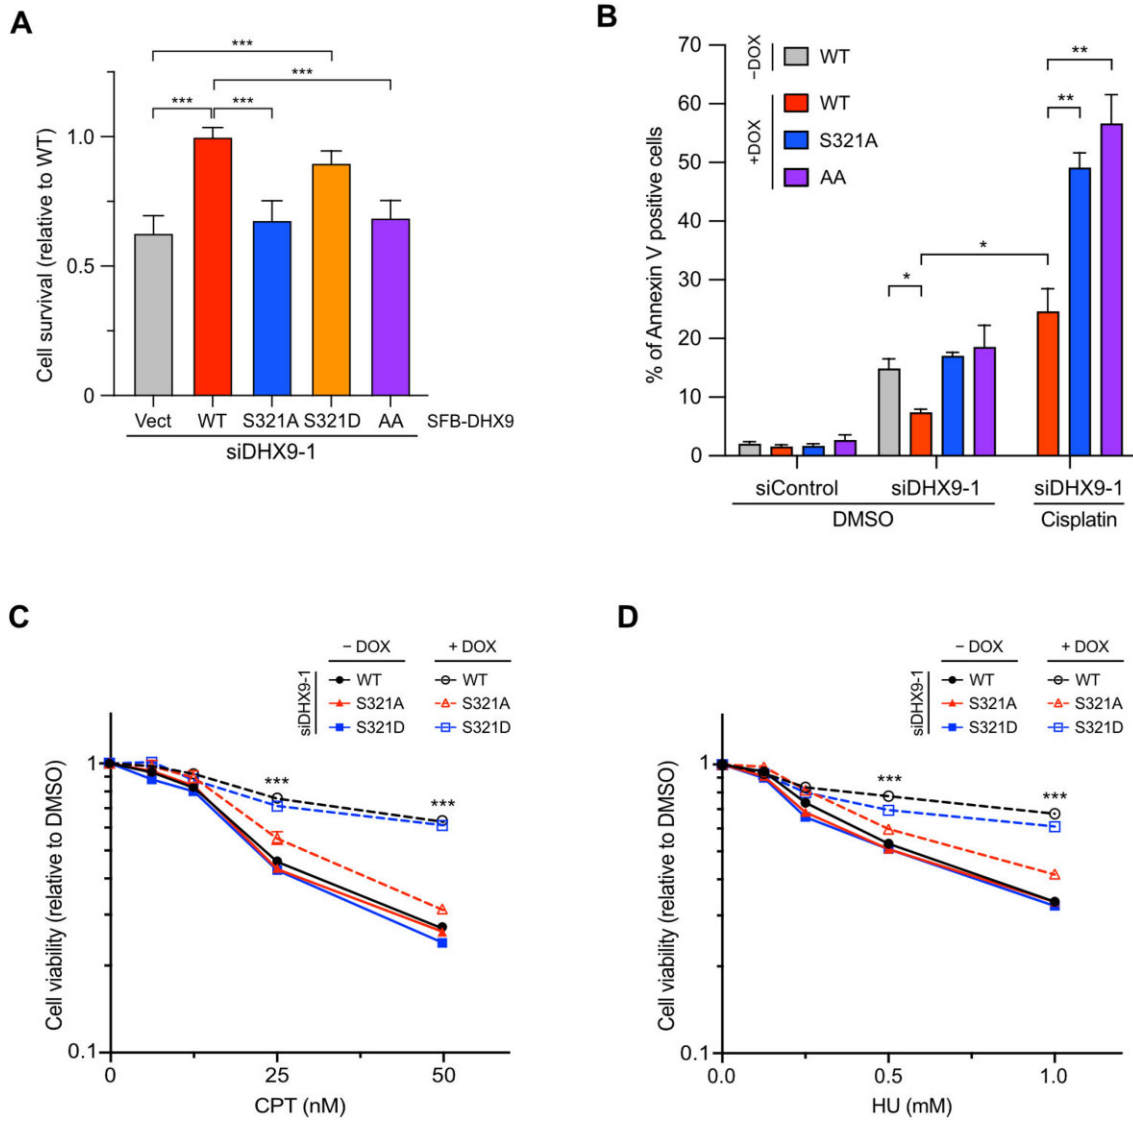 A
***
***
*** ***
Cell survival (relative to WT)
1.0
0.5
0
Vect WT S321A S321D AA SFB-DHX9
siDHX9-1
B
% of Annexin V positive cells
70
60
50
40
30
20
10
0
–DOX
WT
+DOX
WT
S321A
AA
**
**
*
*
siControl siDHX9-1 siDHX9-1
DMSO Cisplatin
C
– DOX + DOX
siDHX9-1
WT WT
S321A S321A
S321D S321D
Cell viability (relative to DMSO)
1
0.1
***
***
0 25 50
CPT (nM)
D
– DOX + DOX
siDHX9-1
WT WT
S321A S321A
S321D S321D
Cell viability (relative to DMSO)
1
0.1
***
***
0.0 0.5 1.0
HU (mM)